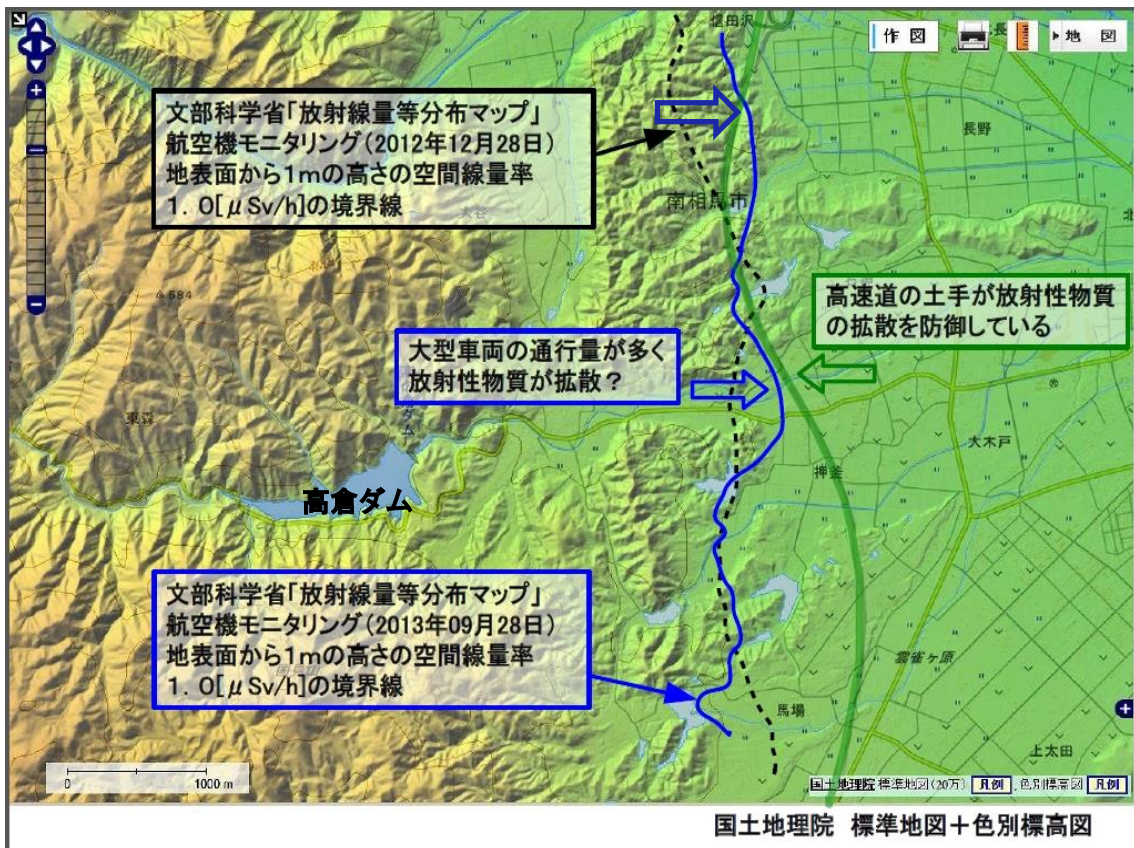 信田沢
作 図
地 図
長
文部科学省「放射線量等分布マップ」
航空機モニタリング(2012年12月28日)
地表面から1mの高さの空間線量率
1.0[μSv/h]の境界線
長野
大谷
南相馬市
北
584
高速道の土手が放射性物質
の拡散を防御している
大型車両の通行量が多く
放射性物質が拡散?
東森
ダム
大木戸
押釜
高倉ダム
文部科学省「放射線量等分布マップ」
航空機モニタリング(2013年09月28日)
地表面から1mの高さの空間線量率
1.0[μSv/h]の境界線
雲雀ヶ原
馬場
上太田
0 1000 m
国土地理院 標準地図(20万) 凡例 , 色別標高図 凡例
国土地理院 標準地図+色別標高図